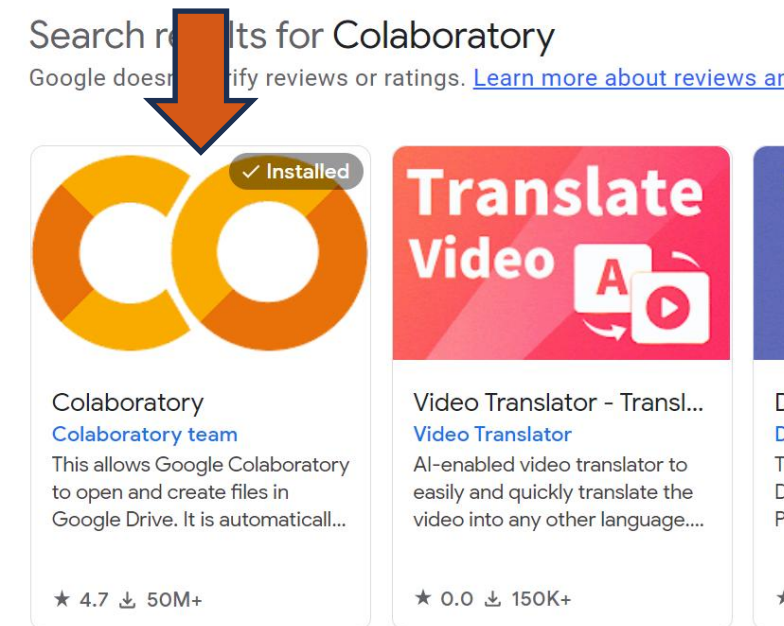 Search r lts for Colaboratory
Google does ify reviews or ratings. Learn more about reviews ar
Installed
Colaboratory
Colaboratory team
This allows Google Colaboratory
to open and create files in
Google Drive. It is automaticall...
★ 4.7 50M+
Translate
Video
A
Video Translator - Transl...
Video Translator
AI-enabled video translator to
easily and quickly translate the
video into any other language....
★ 0.0 150K+